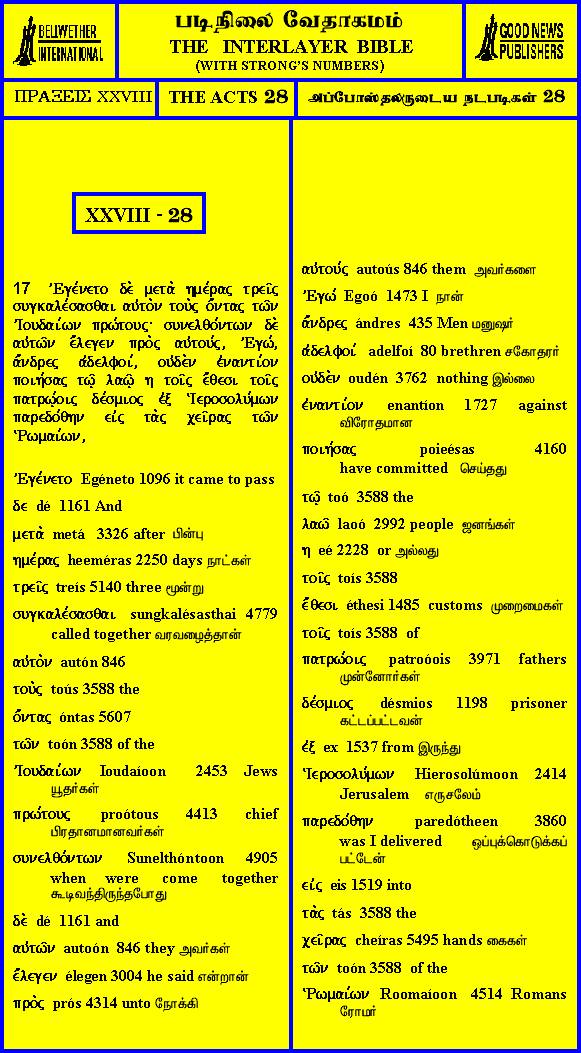 BELLWETHER
INTERNATIONAL
படிநிலை வேதாகமம்
THE INTERLAYER BIBLE
(WITH STRONG'S NUMBERS)
GOOD NEWS
PUBLISHERS
ΠΡΑΞΕΙΣ XXVIII
THE ACTS 28
அப்போஸ்தலருடைய நடபடிகள் 28
XXVIII - 28
17 Ἐγένετο δὲ μετὰ ημέρας τρεῖς
συγκαλέσασθαι αὐτὸν τοὺς ὄντας τῶν
Ἰουδαίων πρώτους· συνελθόντων δὲ
αὐτῶν ἔλεγεν πρὸς αὐτούς, Ἐγώ,
ἄνδρες ἀδελφοί, οὐδὲν ἐναντίον
ποιήσας τῷ λαῷ η τοῖς ἔθεσι τοῖς
πατρῴοις δέσμιος ἐξ Ἱεροσολύμων
παρεδόθην εἰς τὰς χεῖρας τῶν
Ῥωμαίων,
Ἐγένετο Egéneto 1096 it came to pass
δε dé 1161 And
μετὰ metá 3326 after பின்பு
ημέρας heeméras 2250 days நாட்கள்
τρεῖς treís 5140 three மூன்று
συγκαλέσασθαι sungkalésasthai 4779
called together வரவழைத்தான்
αὐτὸν autón 846
τοὺς toús 3588 the
ὄντας óntas 5607
τῶν toón 3588 of the
Ἰουδαίων Ioudaíoon 2453 Jews
யூதர்கள்
πρώτους proótous 4413 chief
பிரதானமானவர்கள்
συνελθόντων Sunelthóntoon 4905
when were come together
கூடிவந்திருந்தபோது
δὲ dé 1161 and
αὐτῶν autoón 846 they அவர்கள்
ἔλεγεν élegen 3004 he said என்றான்
πρὸς prós 4314 unto நோக்கி
αὐτούς autoús 846 them அவர்களை
Ἐγώ Egoó 1473 I நான்
ἄνδρες ándres 435 Men மனுஷர்
ἀδελφοί adelfoí 80 brethren சகோதரர்
οὐδὲν oudén 3762 nothing இல்லை
ἐναντίον enantíon 1727 against
விரோதமான
ποιήσας poieésas 4160
have committed செய்தது
τῷ toó 3588 the
λαῷ laoó 2992 people ஜனங்கள்
η eé 2228 or அல்லது
τοῖς toís 3588
ἔθεσι éthesi 1485 customs முறைமைகள்
τοῖς toís 3588 of
πατρῴοις patroóois 3971 fathers
முன்னோர்கள்
δέσμιος désmios 1198 prisoner
கட்டப்பட்டவன்
ἐξ ex 1537 from இருந்து
Ἱεροσολύμων Hierosolúmoon 2414
Jerusalem எருசலேம்
παρεδόθην paredótheen 3860
was I delivered ஒப்புக்கொடுக்கப்
பட்டேன்
εἰς eis 1519 into
τὰς tás 3588 the
χεῖρας cheíras 5495 hands கைகள்
τῶν toón 3588 of the
Ῥωμαίων Roomaíoon 4514 Romans
ரோமர்